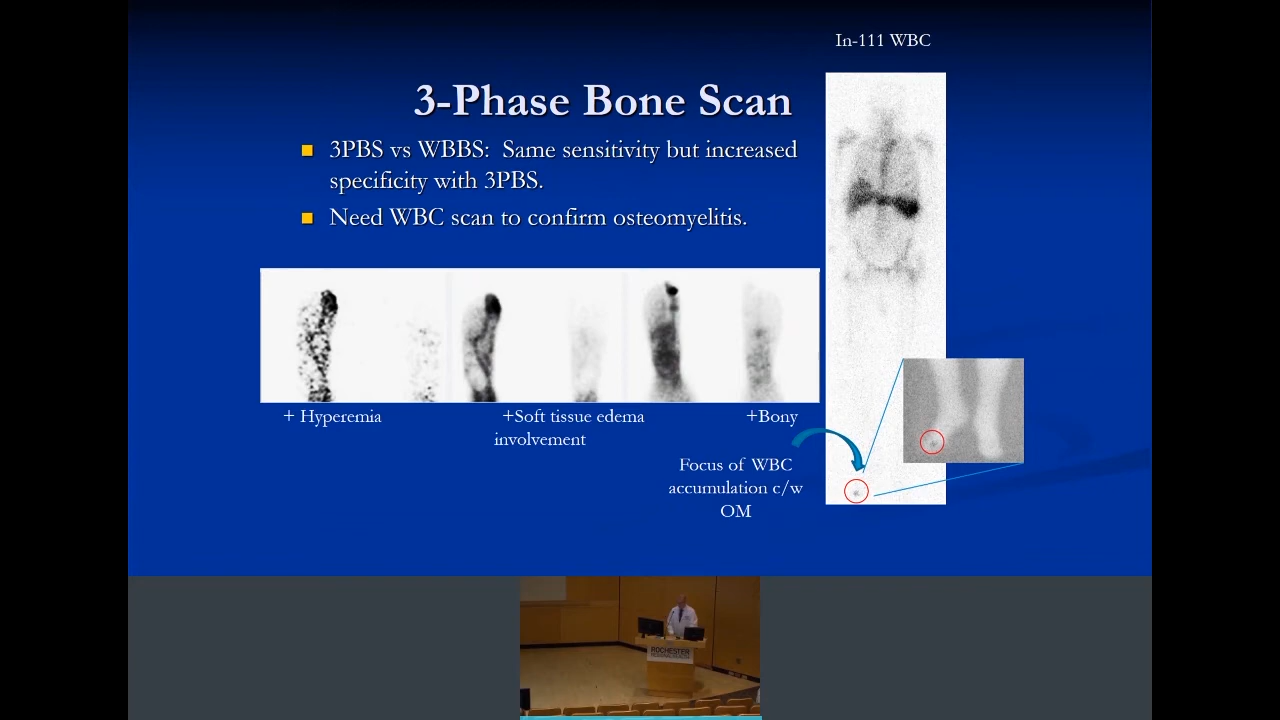 In-111 WBC
3-Phase Bone Scan
3PBS vs WBBS: Same sensitivity but increased
specificity with 3PBS.
Need WBC scan to confirm osteomyelitis.
+ Hyperemia +Soft tissue edema +Bony
involvement
Focus of WBC
accumulation c/w
OM
ROCHESTER